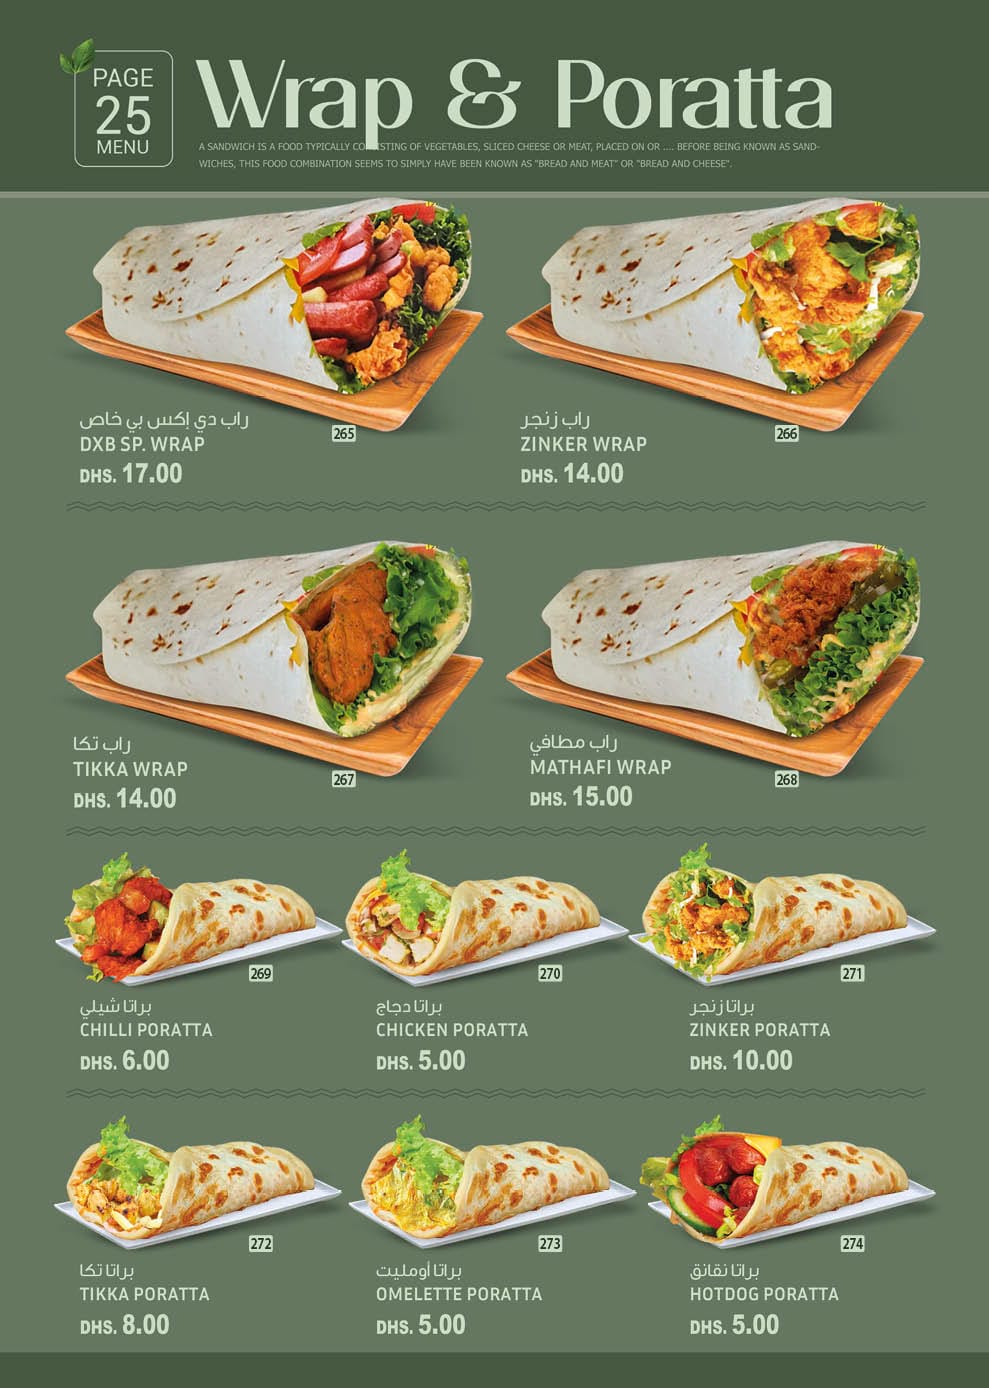 PAGE
25
MENU
Wrap & Poratta
A SANDWICH IS A FOOD TYPICALLY CONSISTING OF VEGETABLES, SLICED CHEESE OR MEAT, PLACED ON OR .... BEFORE BEING KNOWN AS SAND-
WICHES, THIS FOOD COMBINATION SEEMS TO SIMPLY HAVE BEEN KNOWN AS "BREAD AND MEAT" OR "BREAD AND CHEESE".
راب دي إكس بي خاص
265
DXB SP. WRAP
DHS. 17.00
راب زنجر
266
ZINKER WRAP
DHS. 14.00
راب تكا
TIKKA WRAP
267
DHS. 14.00
راب مطافي
MATHAFI WRAP
268
DHS. 15.00
269
براتا شيلي
CHILLI PORATTA
DHS. 6.00
270
براتا دجاج
CHICKEN PORATTA
DHS. 5.00
271
براتا زنجر
ZINKER PORATTA
DHS. 10.00
272
براتا تكا
TIKKA PORATTA
DHS. 8.00
273
براتا أومليت
OMELETTE PORATTA
DHS. 5.00
274
براتا نقانق
HOTDOG PORATTA
DHS. 5.00